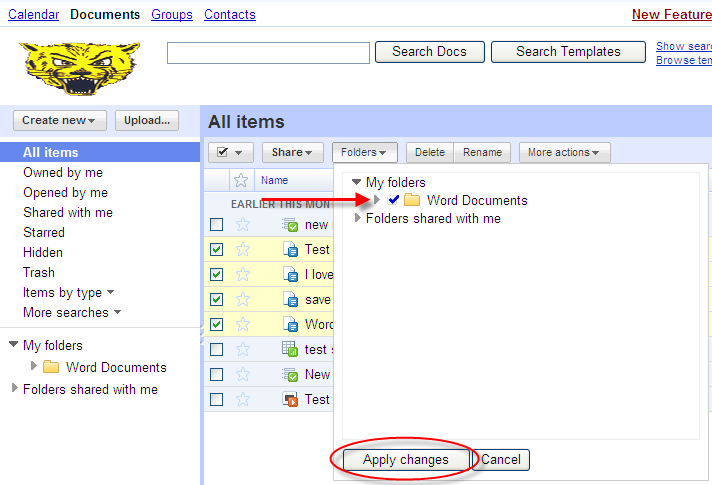 Calendar Documents Groups Contacts New Feature
Search Docs Search Templates Show sear
Browse tem
Create new Upload... All items
All items
Owned by me
Opened by me
Shared with me
Starred
Hidden
Trash
Items by type
More searches
My folders
Word Documents
Folders shared with me
Share Folders Delete Rename More actions
Name
EARLIER THIS MON
new
Test
I love
save
Word
test s
New
Test
My folders
Word Documents
Folders shared with me
Apply changes Cancel